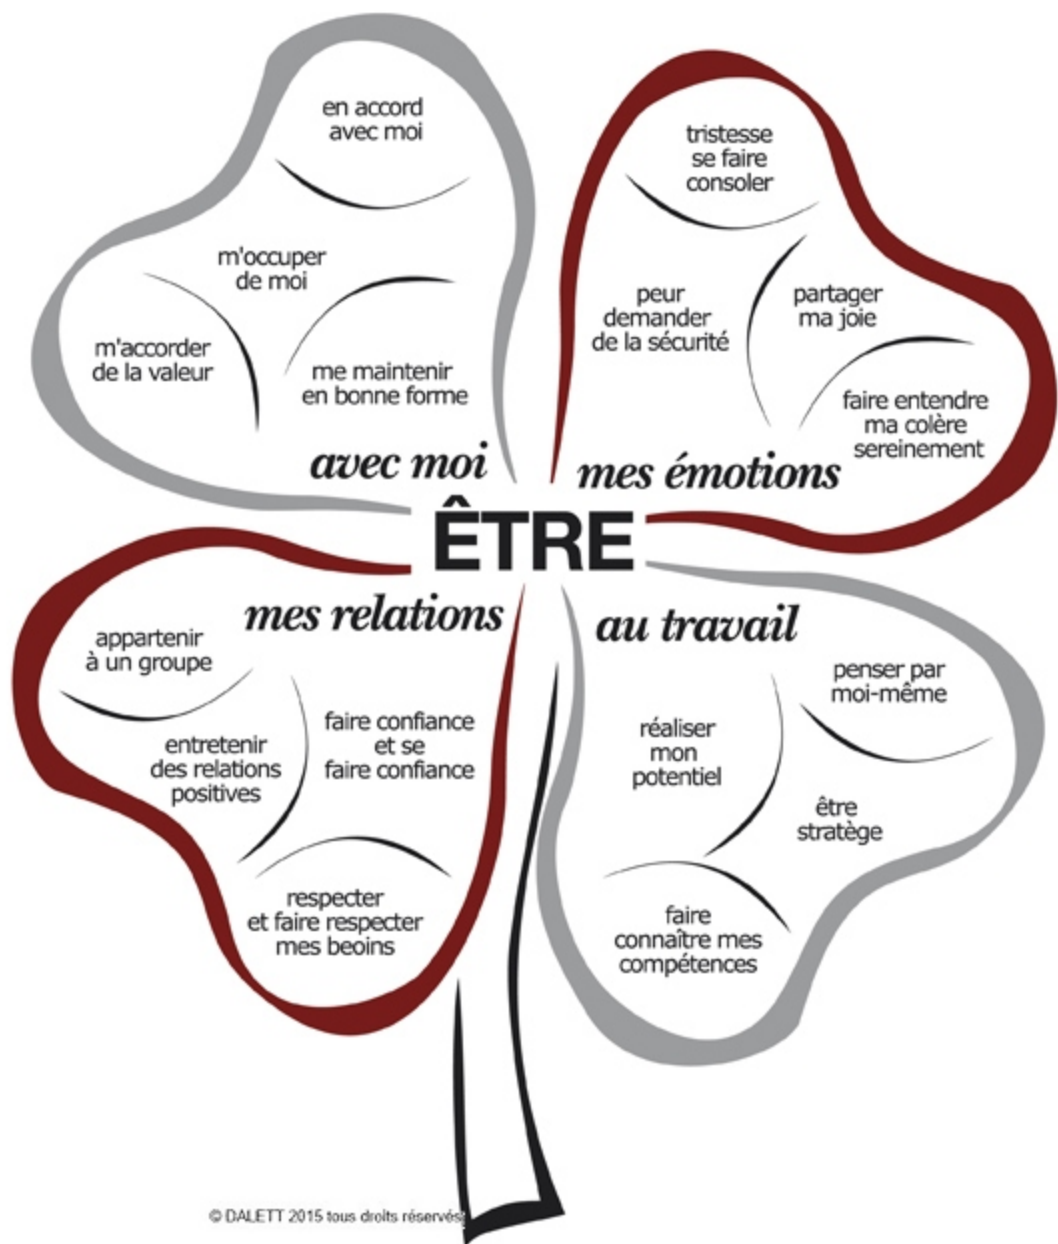 en accord
avec moi
m'occuper
de moi
m'accorder
de la valeur
me maintenir
en bonne forme
avec moi
tristesse
se faire
consoler
peur
demander
de la sécurité
partager
ma joie
faire entendre
ma colère
sereinement
mes émotions
ÊTRE
mes relations
appartenir
à un groupe
entretenir
des relations
positives
faire confiance
et se
faire confiance
respecter
et faire respecter
mes beoins
au travail
penser par
moi-même
réaliser
mon
potentiel
être
stratège
faire
connaître mes
compétences
© DALETT 2015 tous droits réservés